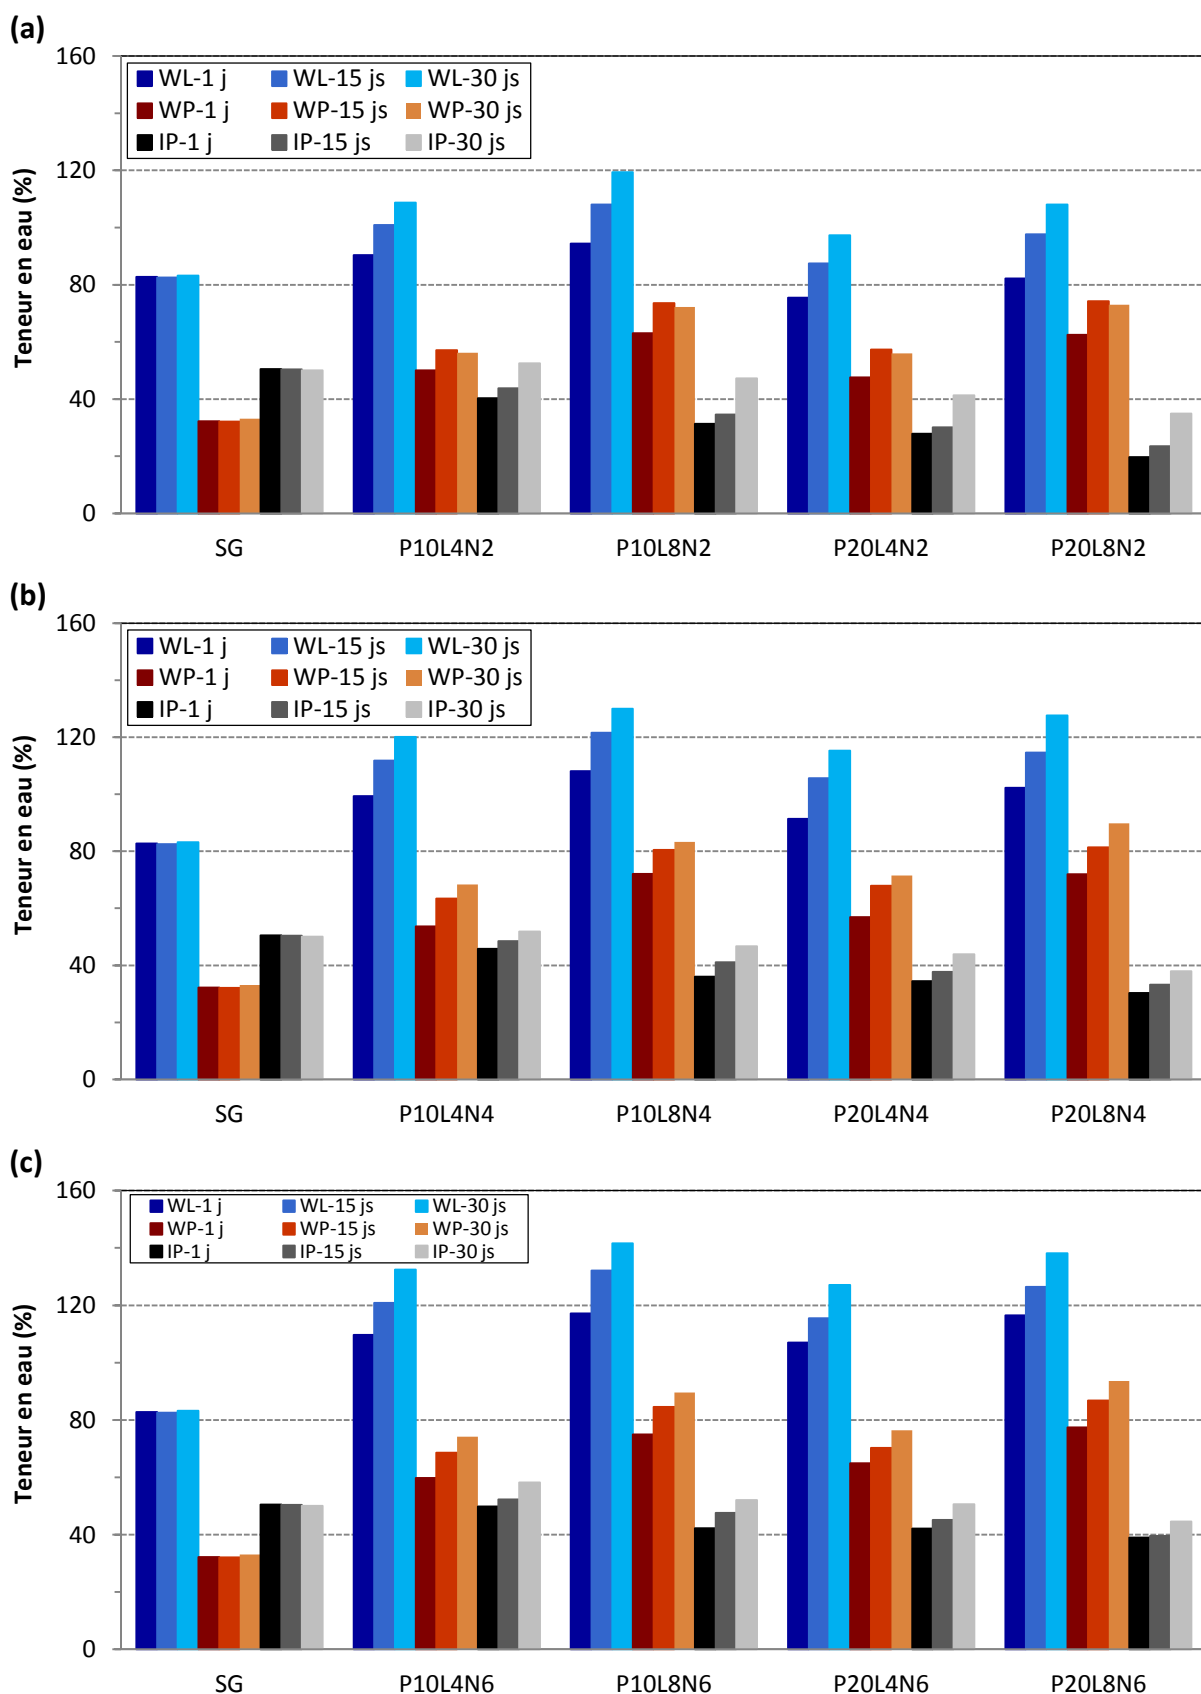 (a)
Teneur en eau (%)
160
120
80
40
0
WL-1 j WL-15 js WL-30 js
WP-1 j WP-15 js WP-30 js
IP-1 j IP-15 js IP-30 js
SG P10L4N2 P10L8N2 P20L4N2 P20L8N2
(b)
Teneur en eau (%)
160
120
80
40
0
WL-1 j WL-15 js WL-30 js
WP-1 j WP-15 js WP-30 js
IP-1 j IP-15 js IP-30 js
SG P10L4N4 P10L8N4 P20L4N4 P20L8N4
(c)
Teneur en eau (%)
160
120
80
40
0
WL-1 j WL-15 js WL-30 js
WP-1 j WP-15 js WP-30 js
IP-1 j IP-15 js IP-30 js
SG P10L4N6 P10L8N6 P20L4N6 P20L8N6